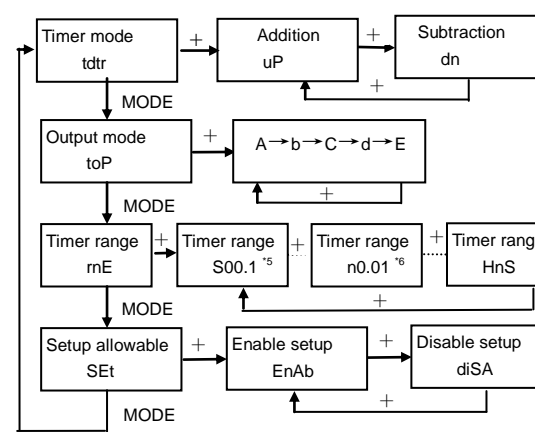 Timer mode
tdtr
+
Addition
uP
+
Subtraction
dn
+
MODE
Output mode
toP
+
A→b→C→d→E
+
MODE
Timer range
rnE
+
Timer range
S00.1 *5
+
Timer range
n0.01 *6
+
Timer rang
HnS
+
MODE
Setup allowable
SEt
+
Enable setup
EnAb
+
Disable setup
diSA
+
MODE